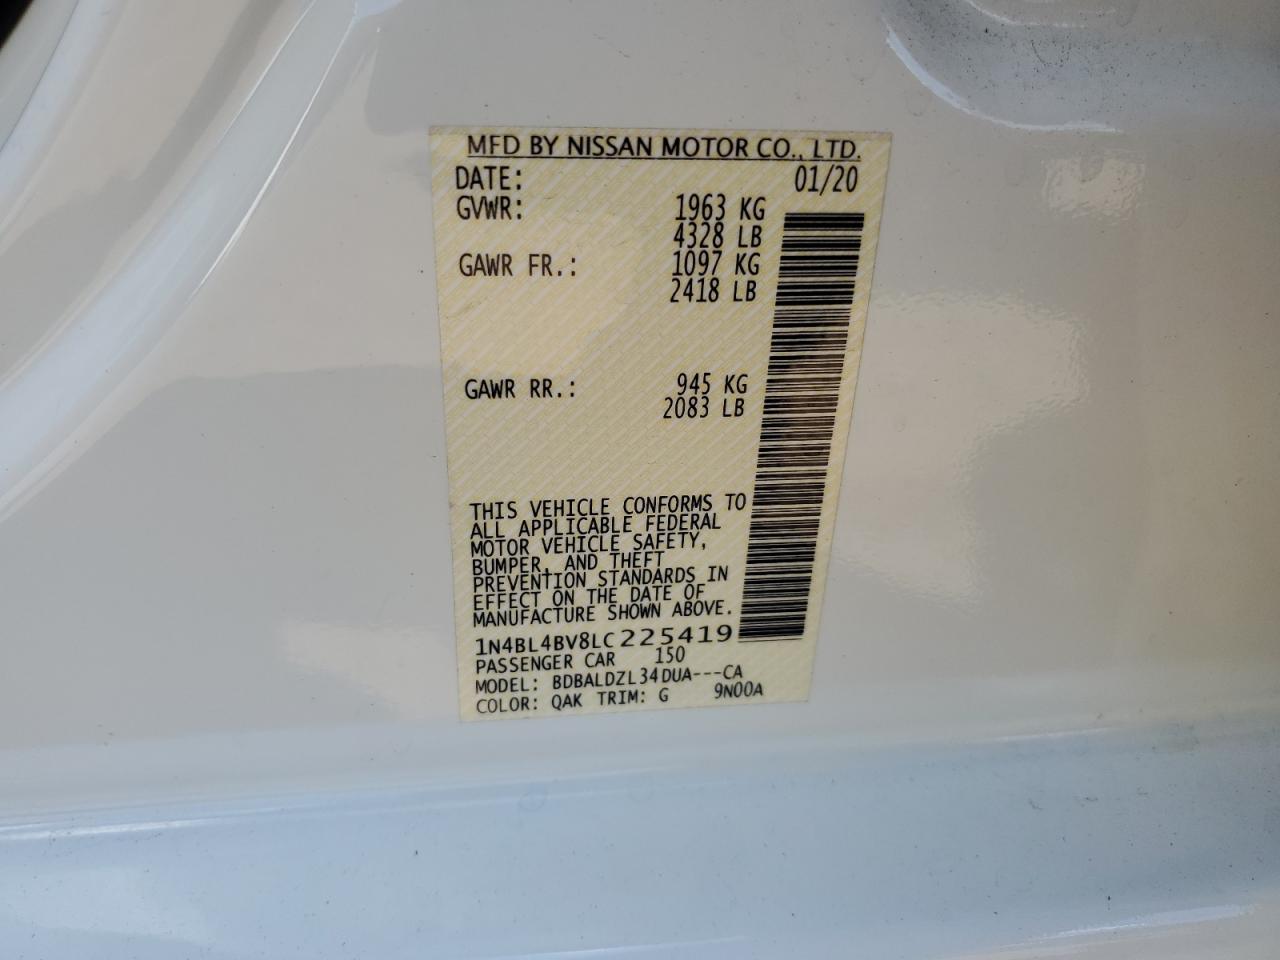 MFD BY NISSAN MOTOR CO., LTD.
DATE: 01/20
GVWR: 1963 KG
4328 LB
GAWR FR.: 1097 KG
2418 LB
GAWR RR.: 945 KG
2083 LB
THIS VEHICLE CONFORMS TO
ALL APPLICABLE FEDERAL
MOTOR VEHICLE SAFETY,
BUMPER, AND THEFT
PREVENTION STANDARDS IN
EFFECT ON THE DATE OF
MANUFACTURE SHOWN ABOVE.
1N4BL4BV8LC225419
PASSENGER CAR 150
MODEL: BDBALDZL34DUA---CA
COLOR: QAK TRIM: G 9N00A